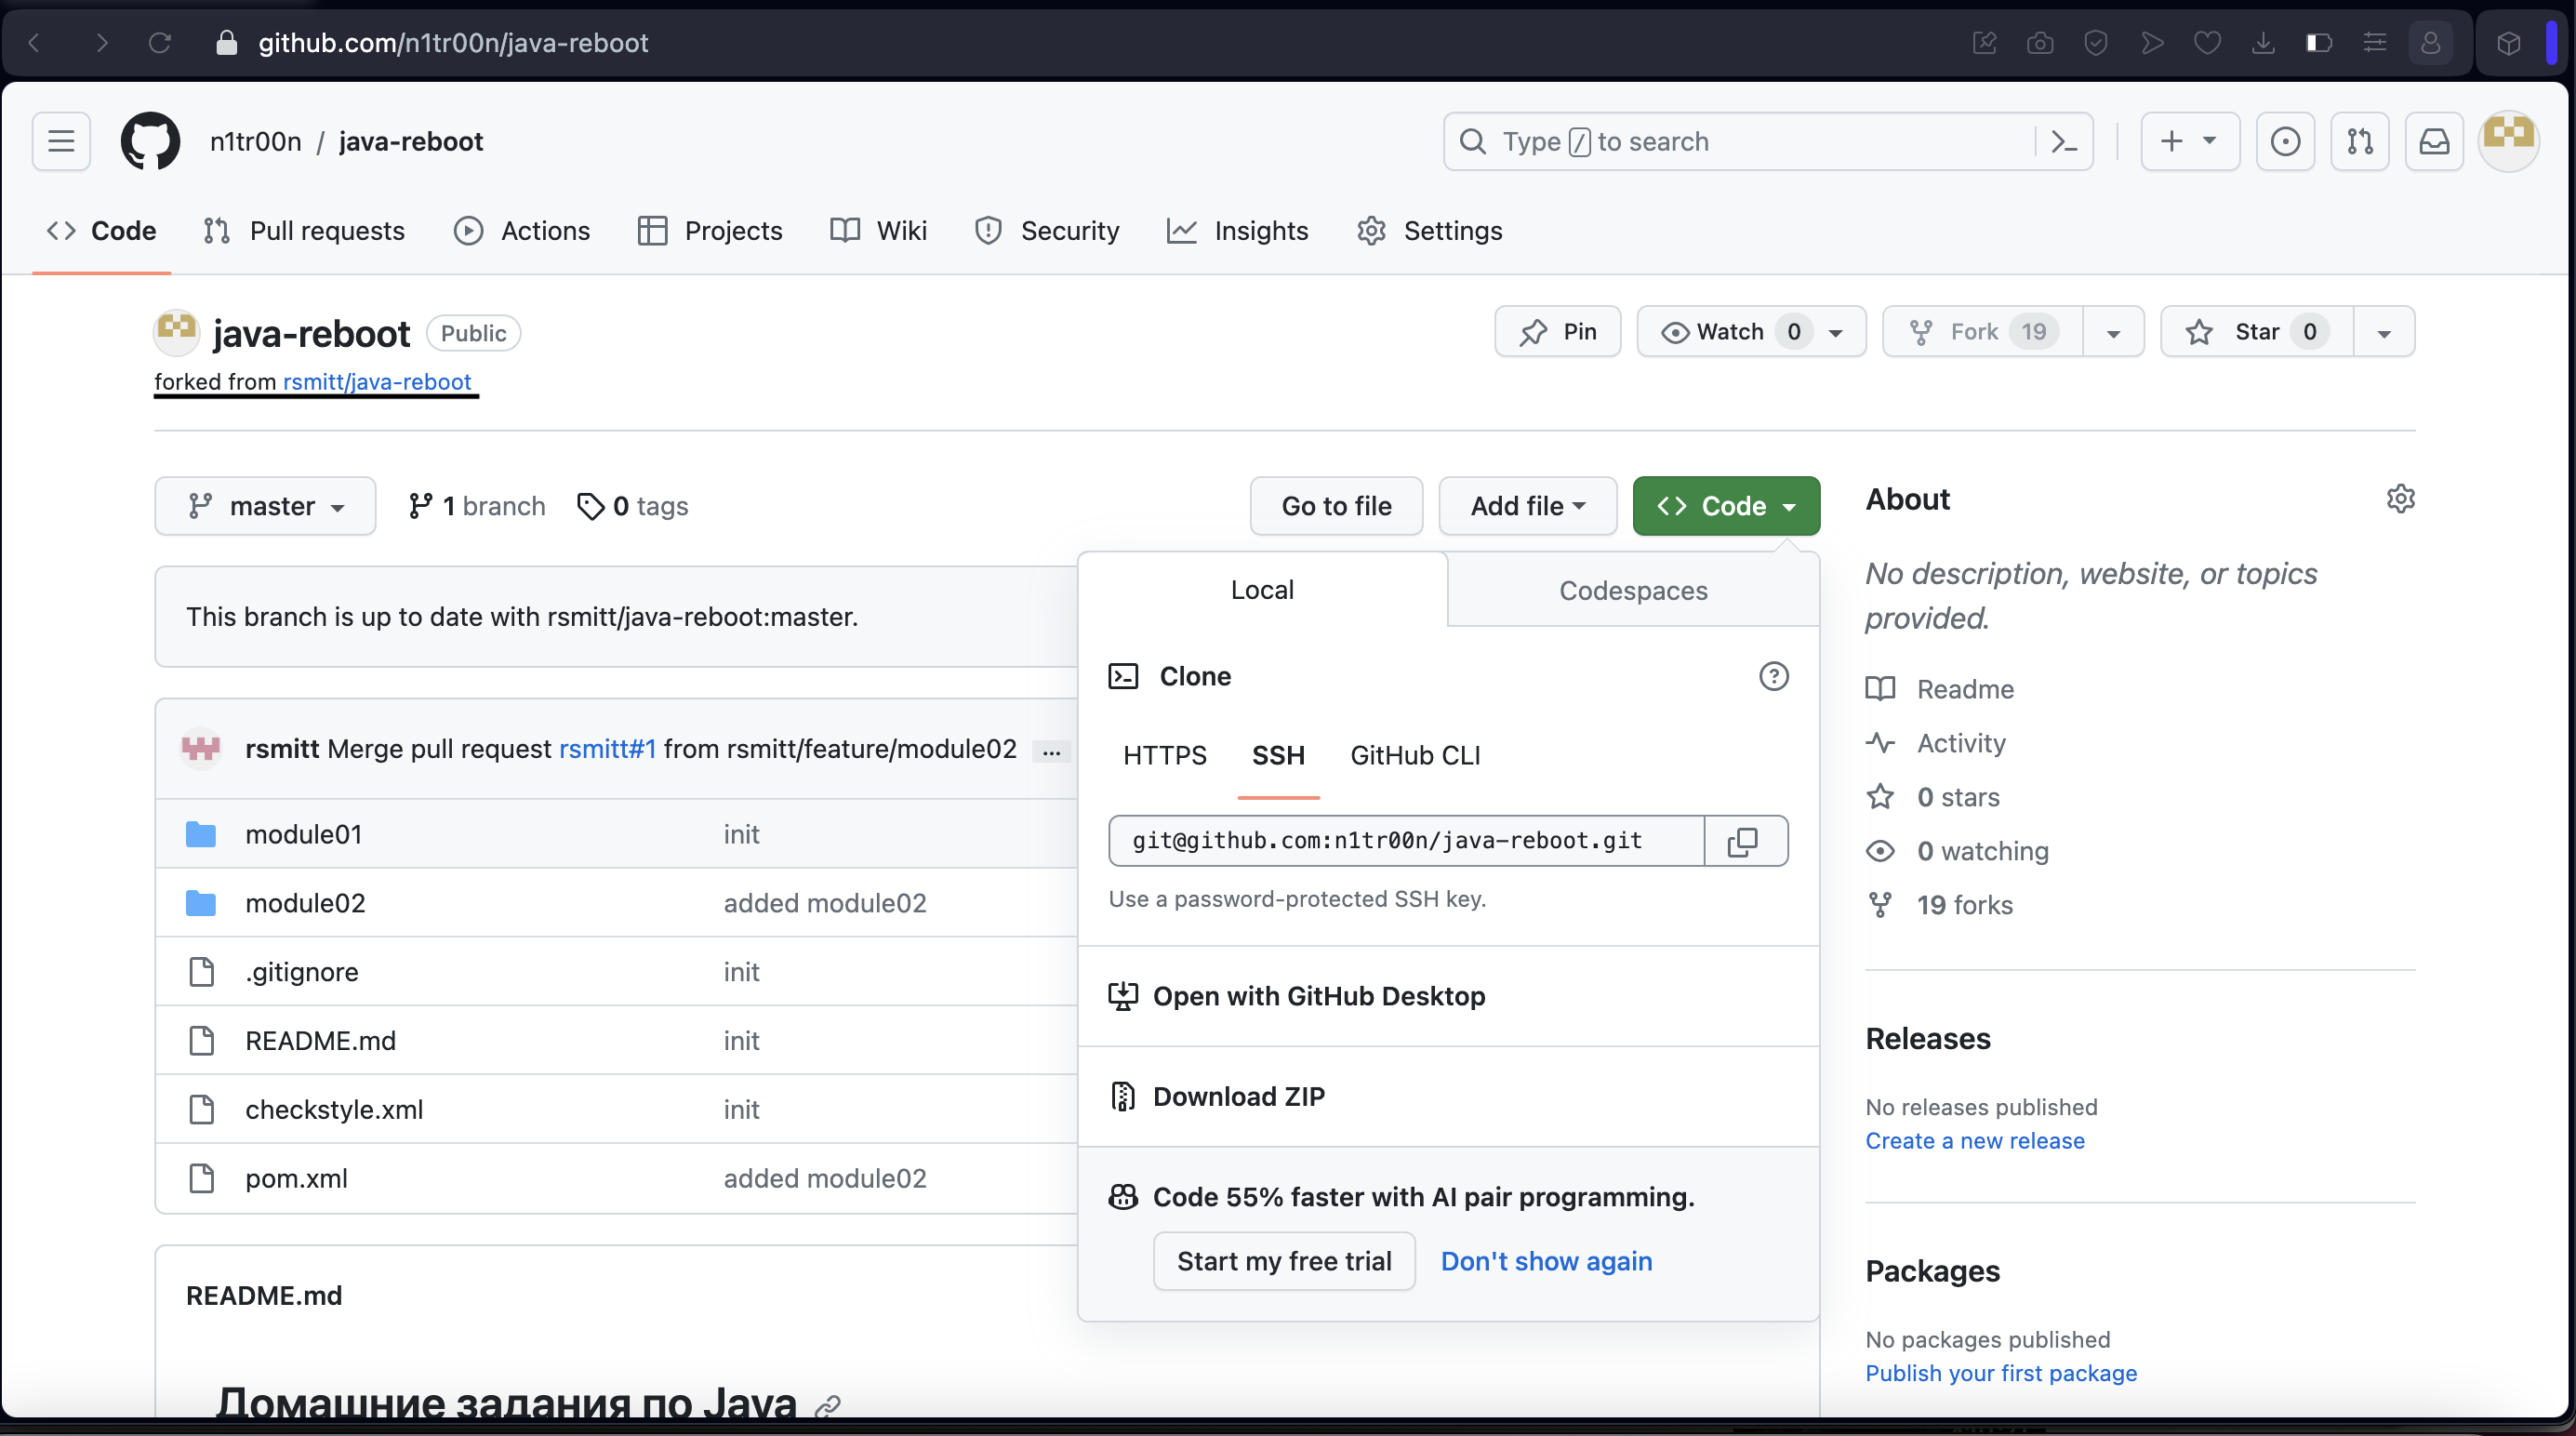 github.com/n1tr00n/java-reboot
n1tr00n / java-reboot
Type / to search
Code Pull requests Actions Projects Wiki Security Insights Settings
java-reboot Public
Pin Watch 0 Fork 19 Star 0
forked from rsmitt/java-reboot
master 1 branch 0 tags Go to file Add file Code
This branch is up to date with rsmitt/java-reboot:master.
rsmitt Merge pull request rsmitt#1 from rsmitt/feature/module02 ...
module01 init
module02 added module02
.gitignore init
README.md init
checkstyle.xml init
pom.xml added module02
README.md
Домашние задания по Java
Local Codespaces
Clone
HTTPS SSH GitHub CLI
git@github.com:n1tr00n/java-reboot.git
Use a password-protected SSH key.
Open with GitHub Desktop
Download ZIP
Code 55% faster with AI pair programming.
Start my free trial Don't show again
About
No description, website, or topics
provided.
Readme
Activity
0 stars
0 watching
19 forks
Releases
No releases published
Create a new release
Packages
No packages published
Publish your first package